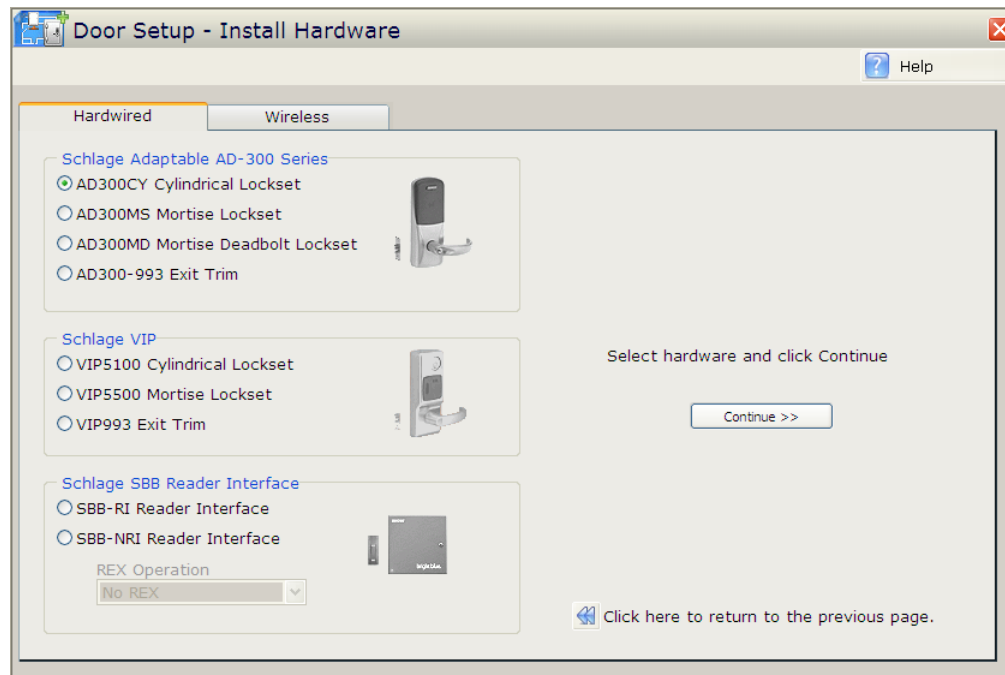 Door Setup - Install Hardware
Help
Hardwired
Wireless
Schlage Adaptable AD-300 Series
AD300CY Cylindrical Lockset
AD300MS Mortise Lockset
AD300MD Mortise Deadbolt Lockset
AD300-993 Exit Trim
Schlage VIP
VIP5100 Cylindrical Lockset
VIP5500 Mortise Lockset
VIP993 Exit Trim
Schlage SBB Reader Interface
SBB-RI Reader Interface
SBB-NRI Reader Interface
REX Operation
No REX
bright blue
Select hardware and click Continue
Continue >>
Click here to return to the previous page.